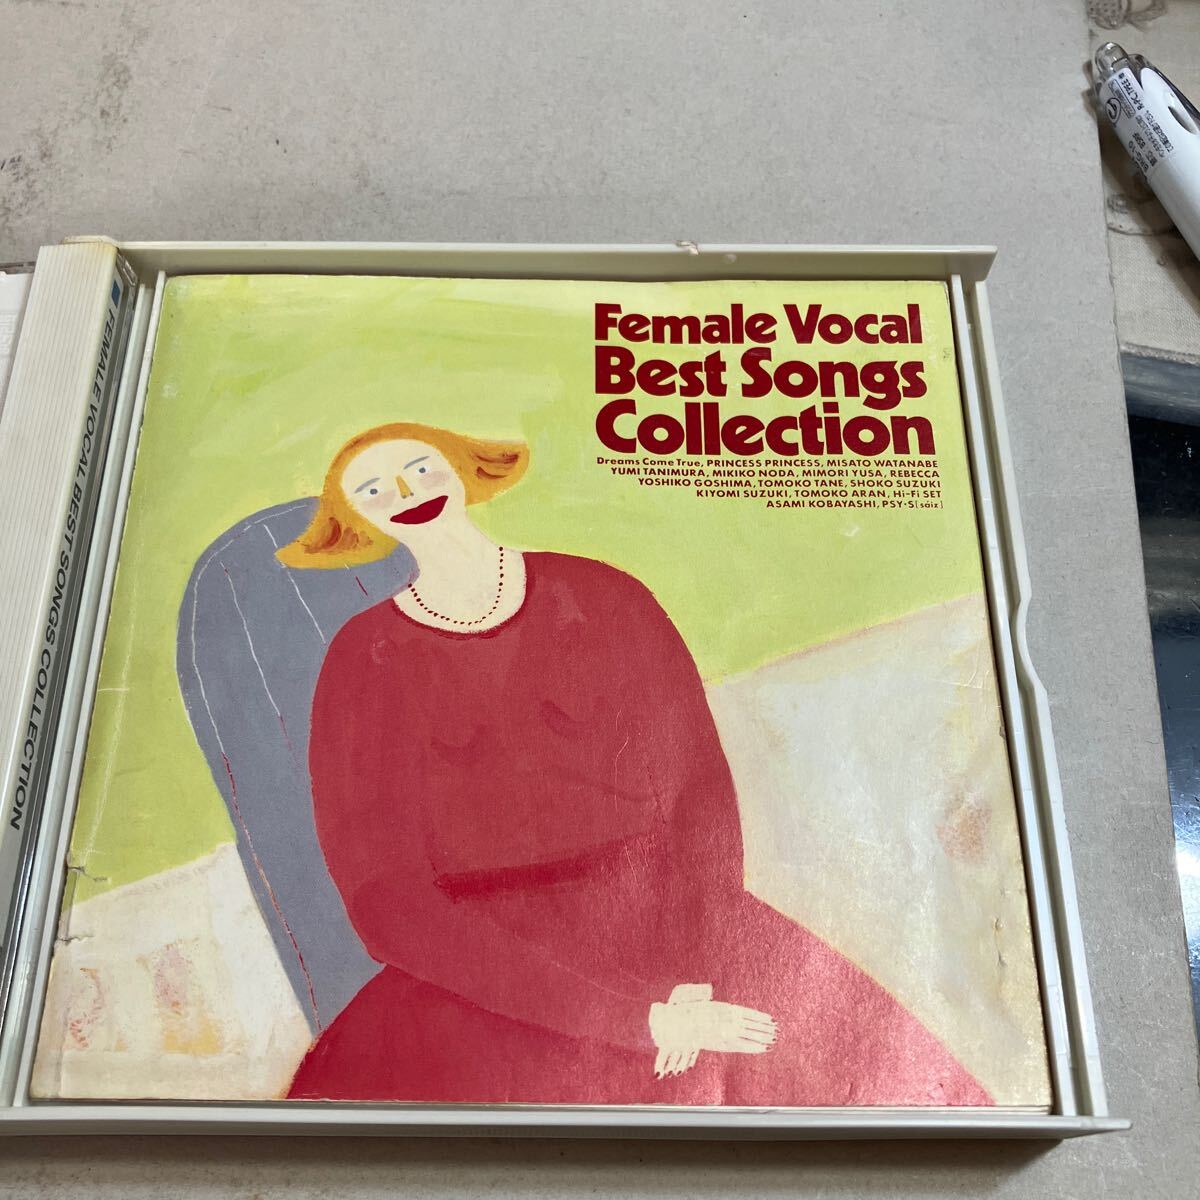 Female Vocal
Best Songs
Collection
Dreams Come True, PRINCESS PRINCESS, MISATO WATANABE
YUMI TANIMURA, MIKIKO NODA, MIMORI YUSA, REBECCA
YOSHIKO GOSHIMA, TOMOKO TANE, SHOKO SUZUKI
KIYOMI SUZUKI, TOMOKO ARAN, Hi-Fi SET
ASAMI KOBAYASHI, PSY·S[sáiz]
FEMALE VOCAL BEST SONGS COLLECTION